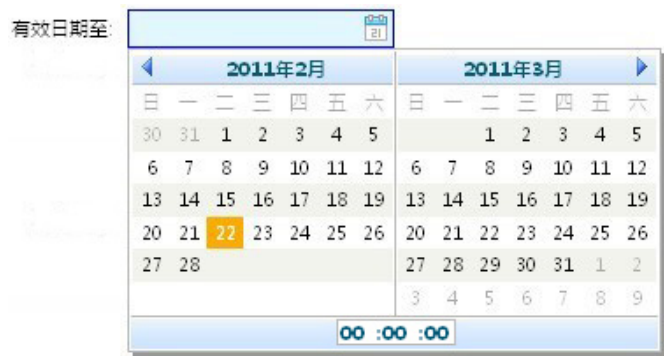 有效日期至:
21
2011年2月 2011年3月
日 一 二 三 四 五 六 日 一 二 三 四 五 六
30 31 1 2 3 4 5 1 2 3 4 5
6 7 8 9 10 11 12 6 7 8 9 10 11 12
13 14 15 16 17 18 19 13 14 15 16 17 18 19
20 21 22 23 24 25 26 20 21 22 23 24 25 26
27 28 27 28 29 30 31 1 2
3 4 5 6 7 8 9
00 :00 :00